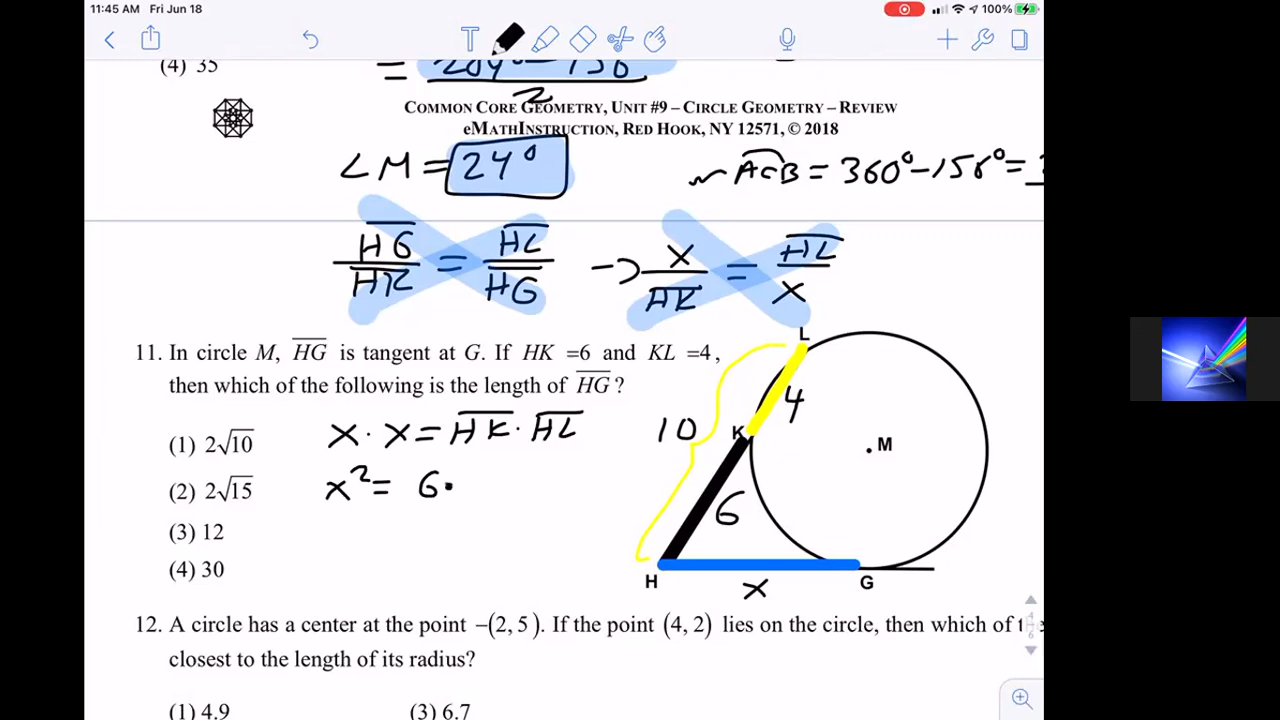 11:45 AM Fri Jun 18
100%
T
(4) 35
=
2
COMMON CORE GEOMETRY, UNIT #9 – CIRCLE GEOMETRY – REVIEW
eMATHINSTRUCTION, RED HOOK, NY 12571, © 2018
∠M = 24°
m ACB = 360° - 156° =
HG/HK = HL/HG → x/HK = HL/x
11. In circle M, HG is tangent at G. If HK =6 and KL =4,
then which of the following is the length of HG?
(1) 2√10
x · x = HK · HL
(2) 2√15
x² = 6·
(3) 12
(4) 30
L
4
10
K
M
6
H
x
G
12. A circle has a center at the point –(2, 5). If the point (4, 2) lies on the circle, then which of
closest to the length of its radius?
(1) 4.9
(3) 6.7